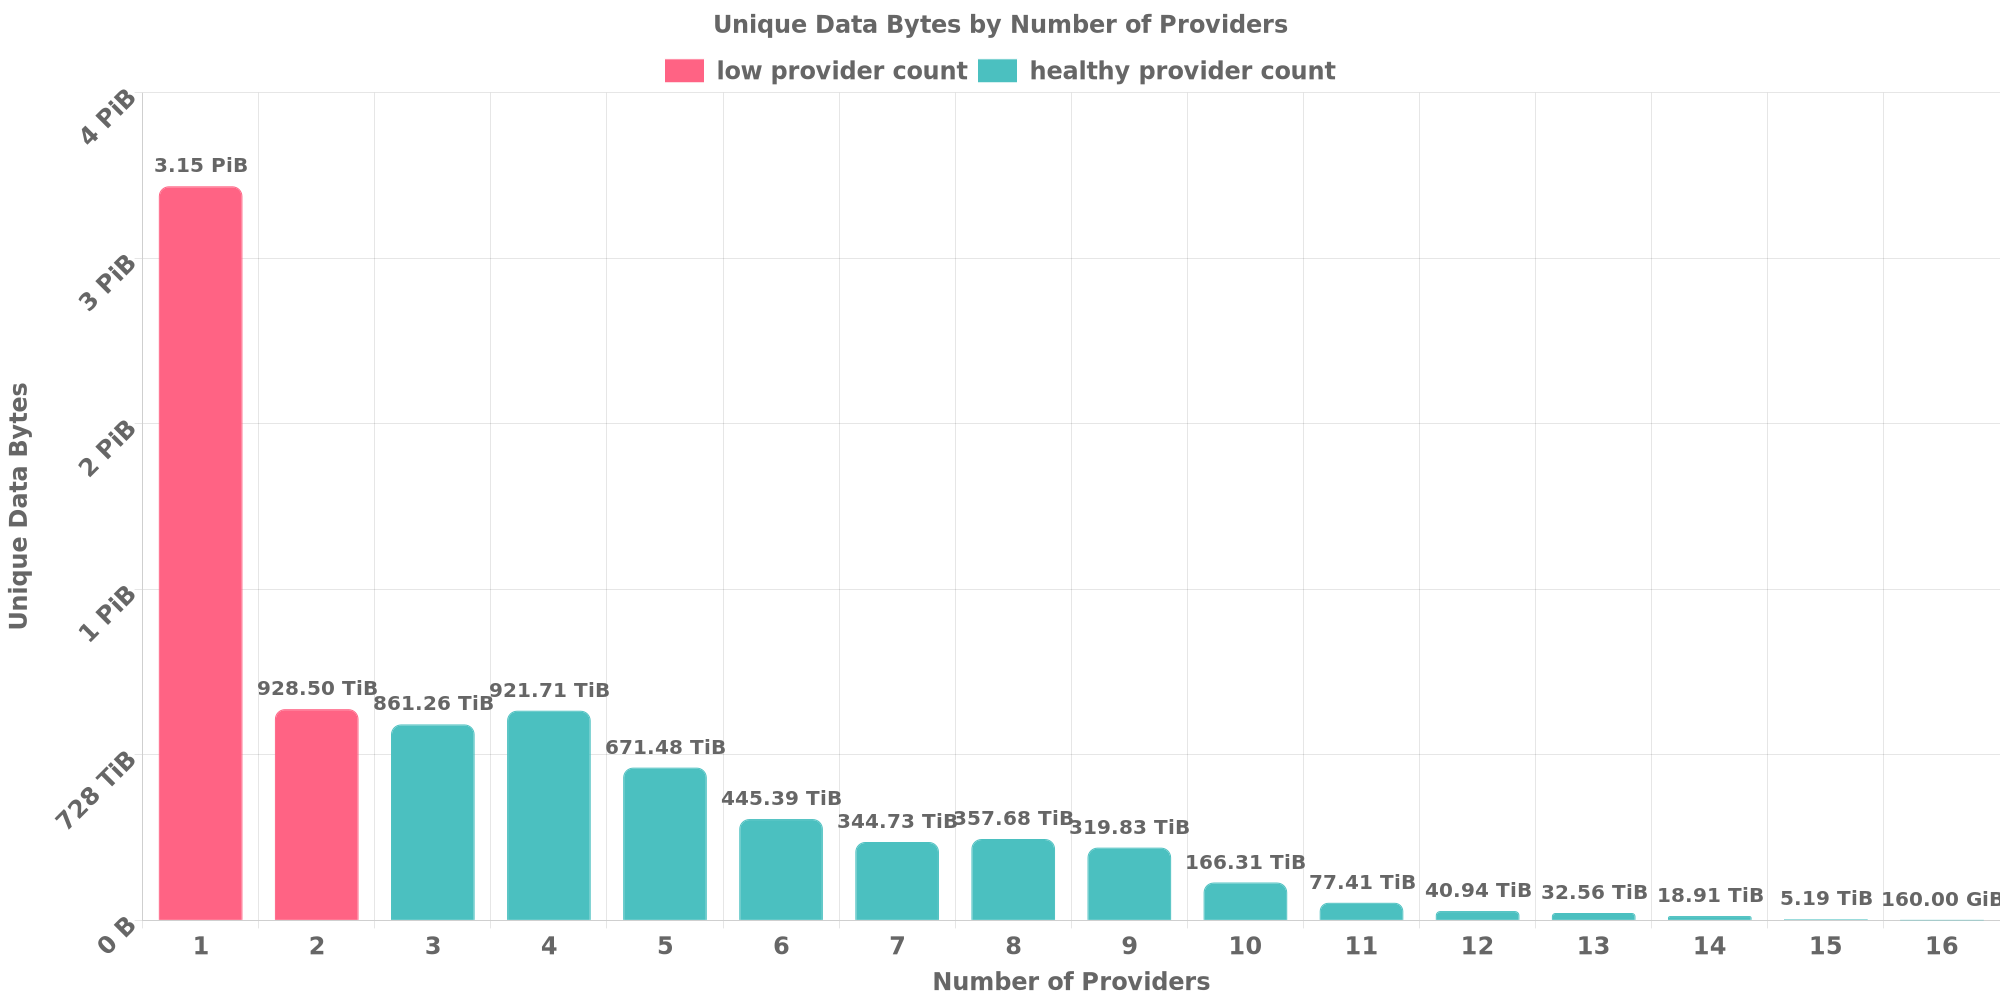 Unique Data Bytes by Number of Providers
low provider count healthy provider count
Unique Data Bytes
4 PiB
3 PiB
2 PiB
1 PiB
728 TiB
0 B
3.15 PiB
928.50 TiB
861.26 TiB
921.71 TiB
671.48 TiB
445.39 TiB
344.73 TiB
357.68 TiB
319.83 TiB
166.31 TiB
77.41 TiB
40.94 TiB
32.56 TiB
18.91 TiB
5.19 TiB
160.00 GiB
1 2 3 4 5 6 7 8 9 10 11 12 13 14 15 16
Number of Providers